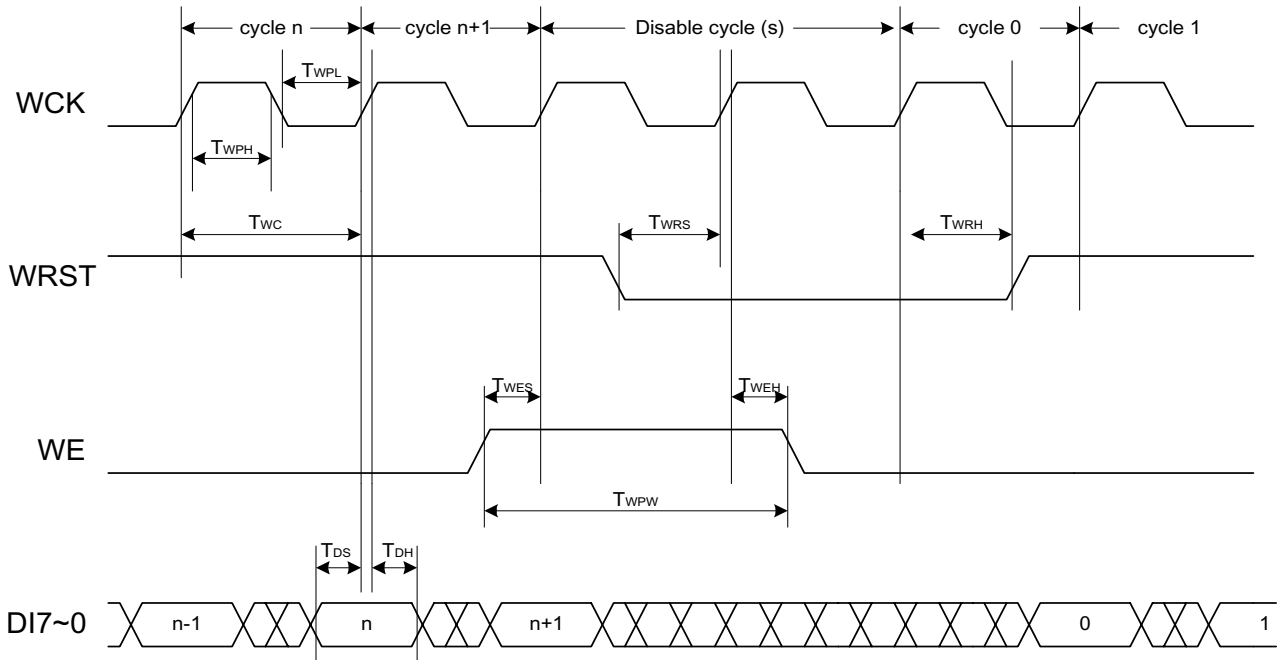 cycle n
cycle n+1
Disable cycle (s)
cycle 0
cycle 1
TWPL
WCK
TWPH
TWC
TWRS
TWRH
WRST
TWES
TWEH
WE
TWPW
TDS
TDH
DI7~0
n-1
n
n+1
0
1